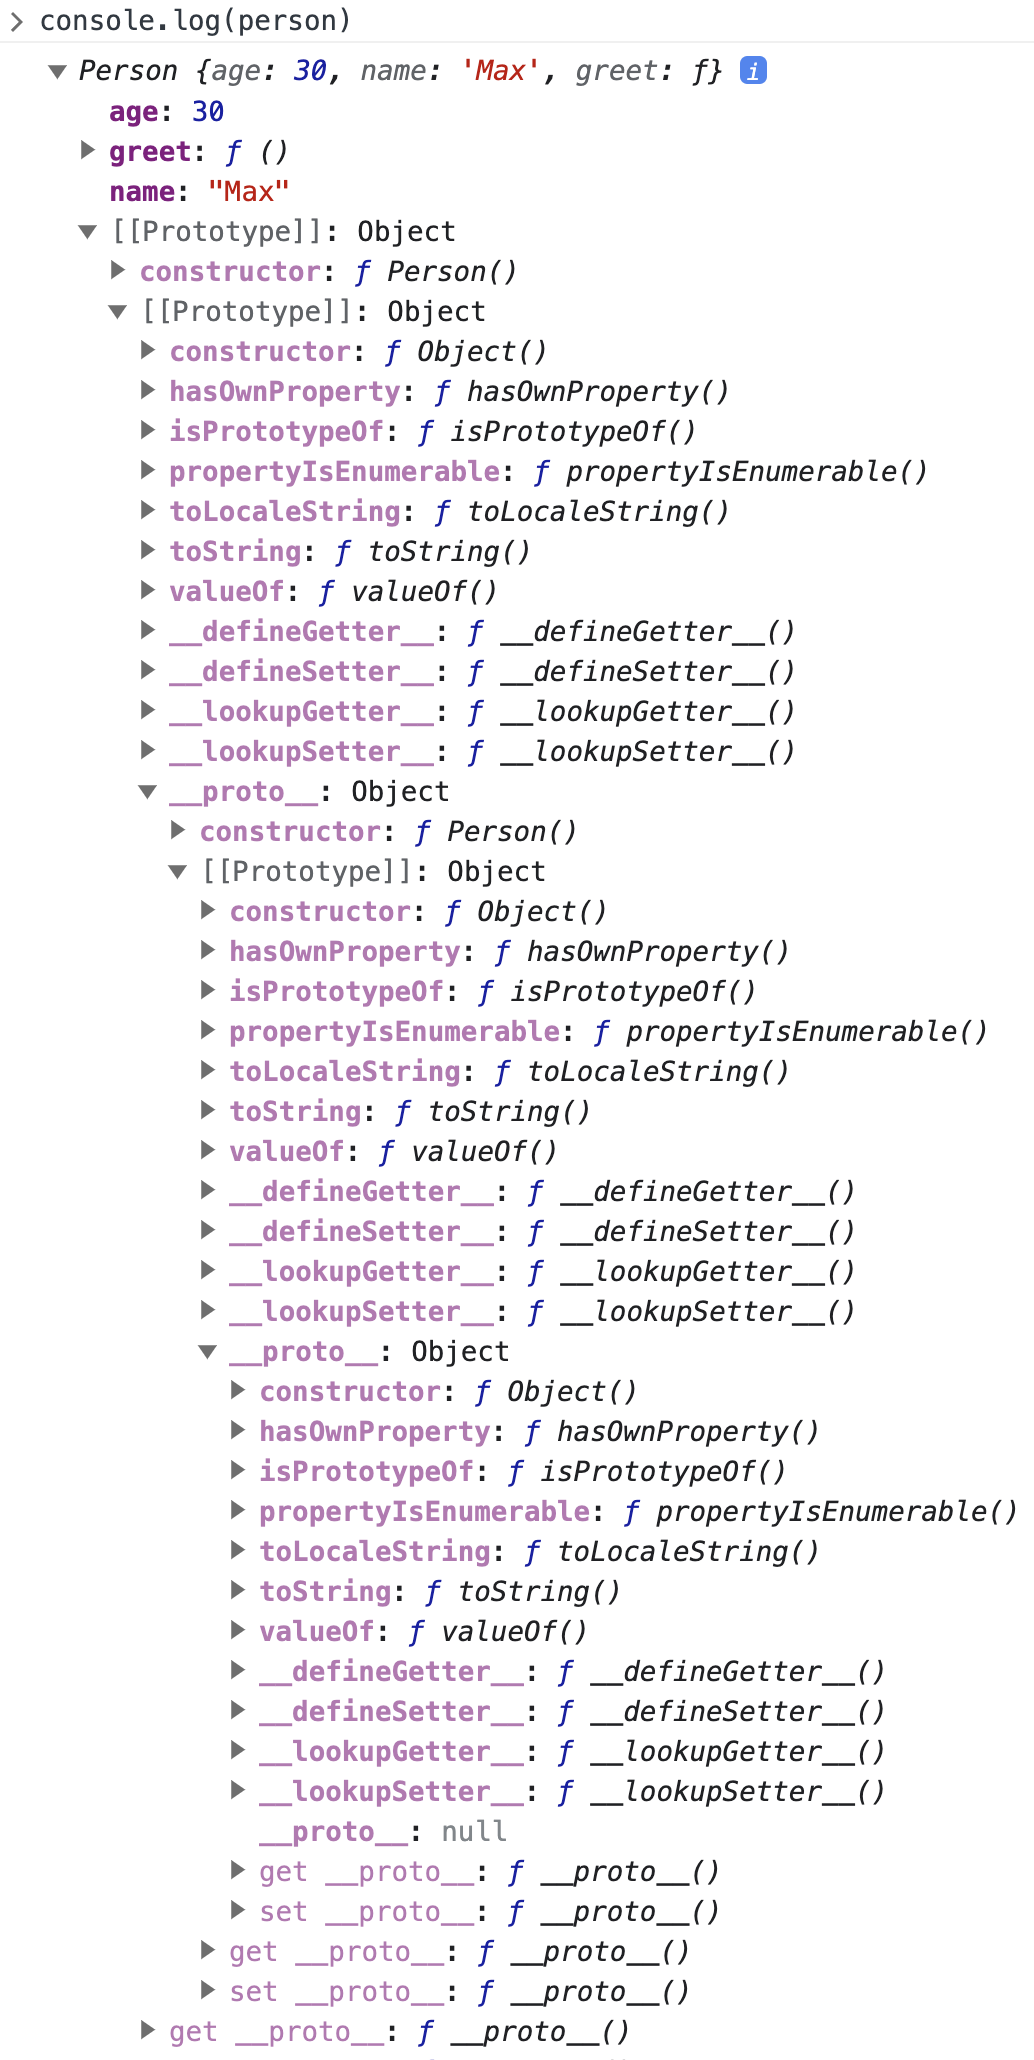 > console.log(person)
▼ Person {age: 30, name: 'Max', greet: ƒ} i
age: 30
▶ greet: ƒ ()
name: "Max"
▼ [[Prototype]]: Object
▶ constructor: ƒ Person()
▼ [[Prototype]]: Object
▶ constructor: ƒ Object()
▶ hasOwnProperty: ƒ hasOwnProperty()
▶ isPrototypeOf: ƒ isPrototypeOf()
▶ propertyIsEnumerable: ƒ propertyIsEnumerable()
▶ toLocaleString: ƒ toLocaleString()
▶ toString: ƒ toString()
▶ valueOf: ƒ valueOf()
▶ __defineGetter__: ƒ __defineGetter__()
▶ __defineSetter__: ƒ __defineSetter__()
▶ __lookupGetter__: ƒ __lookupGetter__()
▶ __lookupSetter__: ƒ __lookupSetter__()
▼ __proto__: Object
▶ constructor: ƒ Person()
▼ [[Prototype]]: Object
▶ constructor: ƒ Object()
▶ hasOwnProperty: ƒ hasOwnProperty()
▶ isPrototypeOf: ƒ isPrototypeOf()
▶ propertyIsEnumerable: ƒ propertyIsEnumerable()
▶ toLocaleString: ƒ toLocaleString()
▶ toString: ƒ toString()
▶ valueOf: ƒ valueOf()
▶ __defineGetter__: ƒ __defineGetter__()
▶ __defineSetter__: ƒ __defineSetter__()
▶ __lookupGetter__: ƒ __lookupGetter__()
▶ __lookupSetter__: ƒ __lookupSetter__()
▼ __proto__: Object
▶ constructor: ƒ Object()
▶ hasOwnProperty: ƒ hasOwnProperty()
▶ isPrototypeOf: ƒ isPrototypeOf()
▶ propertyIsEnumerable: ƒ propertyIsEnumerable()
▶ toLocaleString: ƒ toLocaleString()
▶ toString: ƒ toString()
▶ valueOf: ƒ valueOf()
▶ __defineGetter__: ƒ __defineGetter__()
▶ __defineSetter__: ƒ __defineSetter__()
▶ __lookupGetter__: ƒ __lookupGetter__()
▶ __lookupSetter__: ƒ __lookupSetter__()
__proto__: null
▶ get __proto__: ƒ __proto__()
▶ set __proto__: ƒ __proto__()
▶ get __proto__: ƒ __proto__()
▶ set __proto__: ƒ __proto__()
▶ get __proto__: ƒ __proto__()